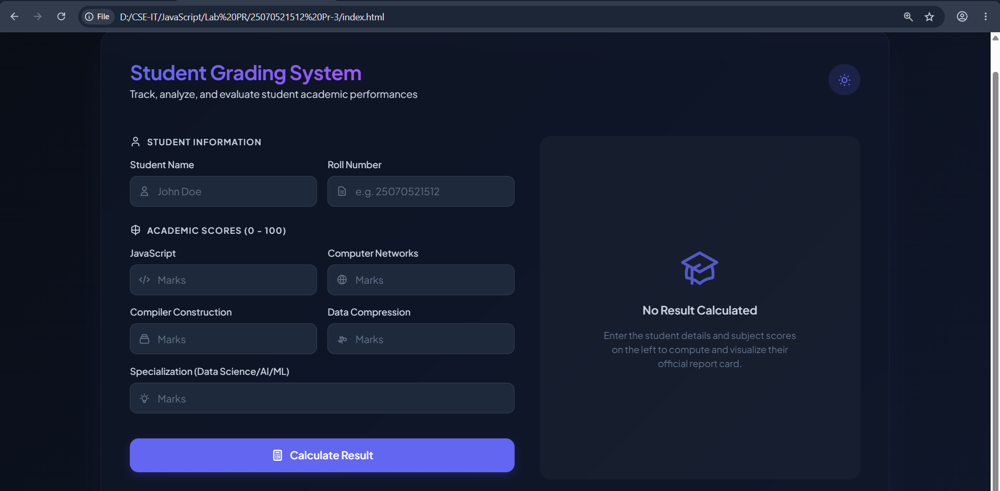 File D:/CSE-IT/JavaScript/Lab%20PR/25070521512%20Pr-3/index.html
Student Grading System
Track, analyze, and evaluate student academic performances
STUDENT INFORMATION
Student Name
John Doe
Roll Number
e.g. 25070521512
ACADEMIC SCORES (0 - 100)
JavaScript
Marks
Computer Networks
Marks
Compiler Construction
Marks
Data Compression
Marks
Specialization (Data Science/AI/ML)
Marks
Calculate Result
No Result Calculated
Enter the student details and subject scores
on the left to compute and visualize their
official report card.